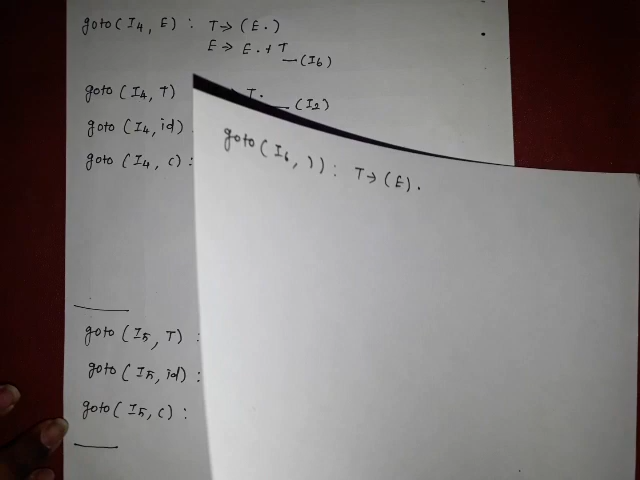 goto(I4, E) : T → (E.)
E → E.+T
—(I6)
goto(I4, T) T. —(I2)
goto(I4, id)
goto(I4, c) :
goto(I6, )) : T → (E).
goto(I5, T) :
goto(I5, id) :
goto(I5, c) :